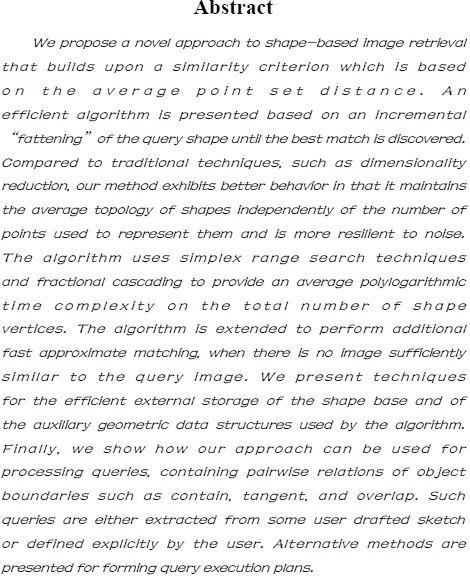 Abstract
We propose a novel approach to shape-based image retrieval
that builds upon a similarity criterion which is based
on the average point set distance. An
efficient algorithm is presented based on an incremental
“fattening” of the query shape until the best match is discovered.
Compared to traditional techniques, such as dimensionality
reduction, our method exhibits better behavior in that it maintains
the average topology of shapes independently of the number of
points used to represent them and is more resilient to noise.
The algorithm uses simplex range search techniques
and fractional cascading to provide an average polylogarithmic
time complexity on the total number of shape
vertices. The algorithm is extended to perform additional
fast approximate matching, when there is no image sufficiently
similar to the query image. We present techniques
for the efficient external storage of the shape base and of
the auxiliary geometric data structures used by the algorithm.
Finally, we show how our approach can be used for
processing queries, containing pairwise relations of object
boundaries such as contain, tangent, and overlap. Such
queries are either extracted from some user drafted sketch
or defined explicitly by the user. Alternative methods are
presented for forming query execution plans.